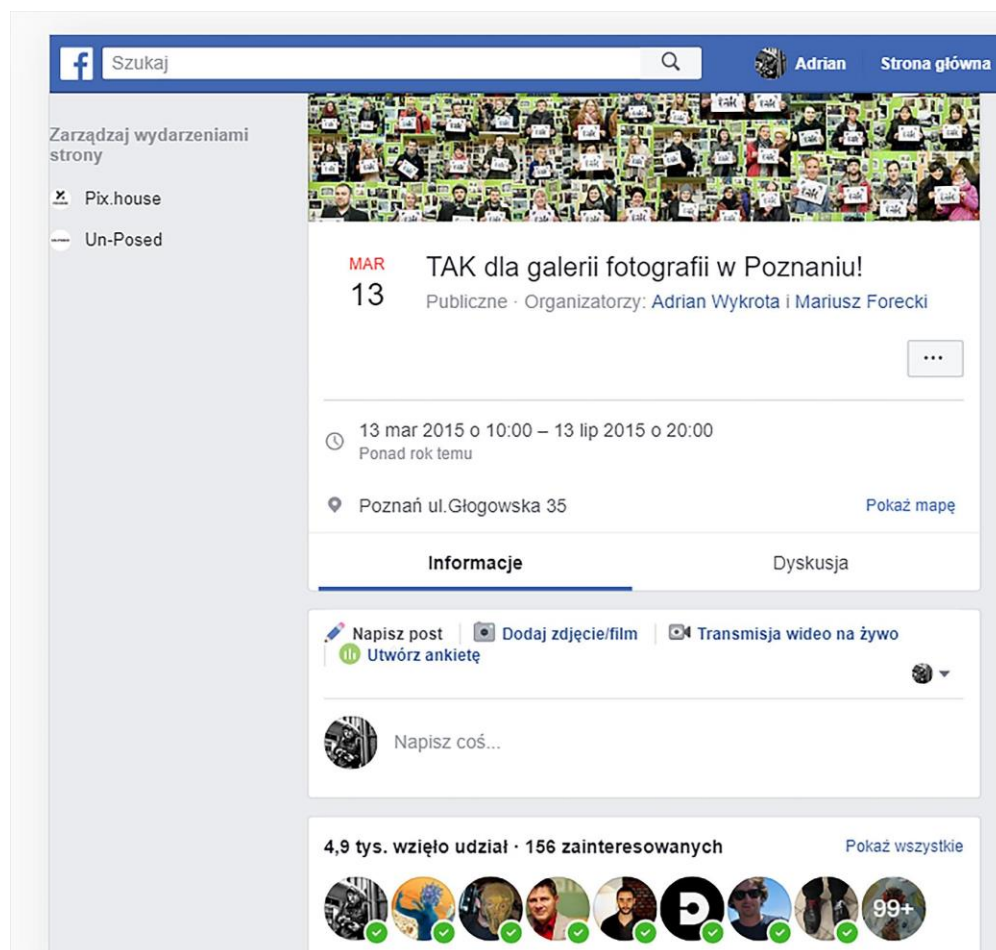 f
Szukaj
Adrian
Strona główna
Zarządzaj wydarzeniami
strony
Pix.house
Un-Posed
tak tak
MAR
13
TAK dla galerii fotografii w Poznaniu!
Publiczne · Organizatorzy: Adrian Wykrota i Mariusz Forecki
...
13 mar 2015 o 10:00 – 13 lip 2015 o 20:00
Ponad rok temu
Poznań ul.Głogowska 35
Pokaż mapę
Informacje
Dyskusja
Napisz post
Dodaj zdjęcie/film
Transmisja wideo na żywo
Utwórz ankietę
Napisz coś...
4,9 tys. wzięło udział · 156 zainteresowanych
Pokaż wszystkie
99+